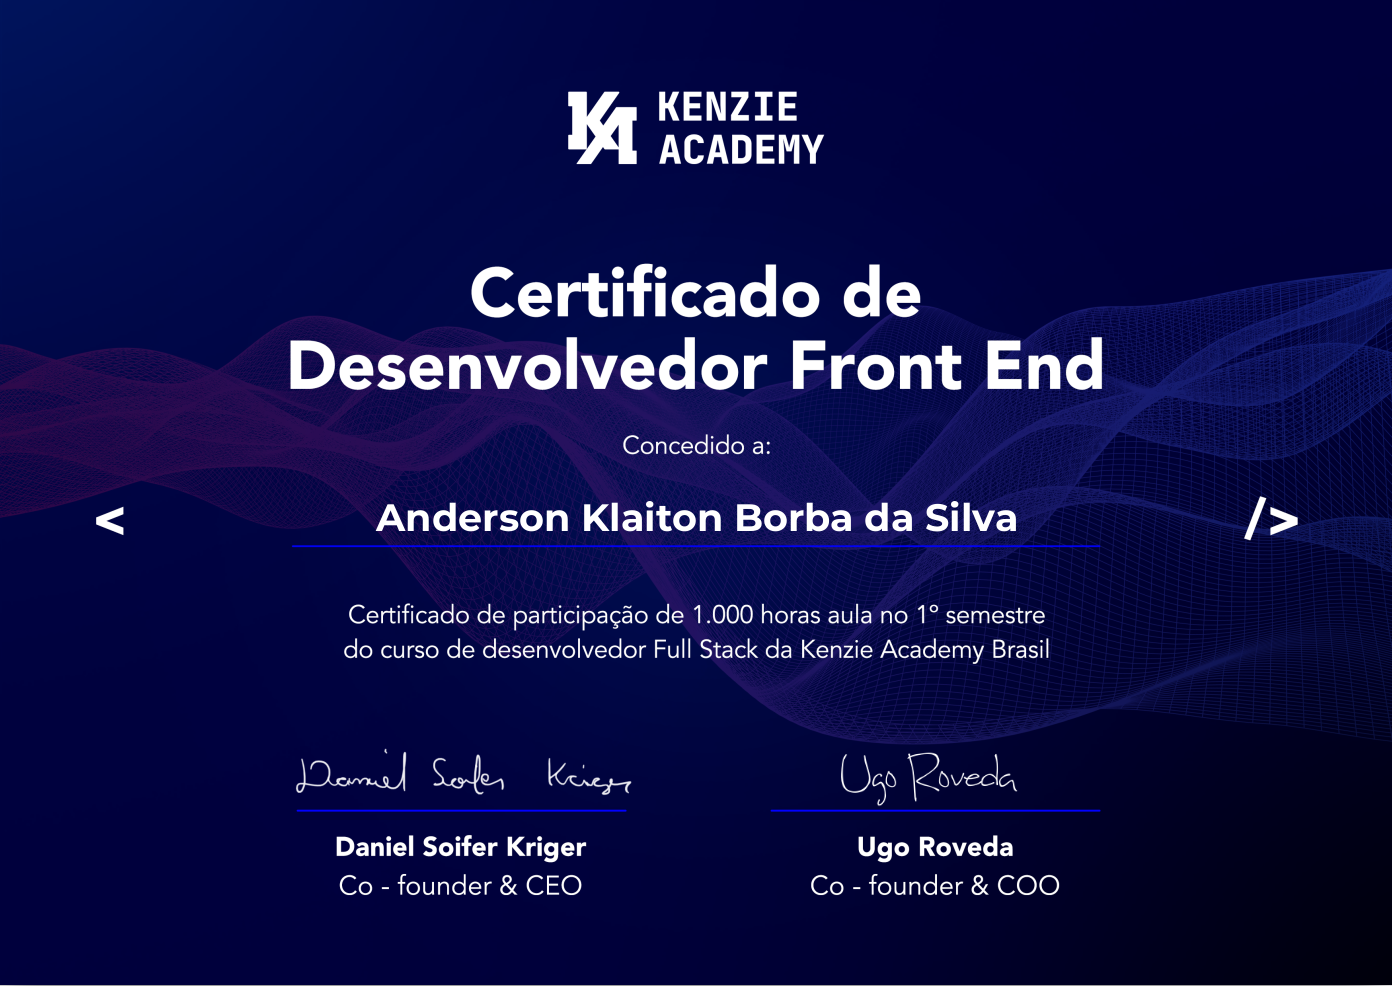 KA KENZIE
ACADEMY
Certificado de
Desenvolvedor Front End
Concedido a:
< Anderson Klaiton Borba da Silva />
Certificado de participação de 1.000 horas aula no 1º semestre
do curso de desenvolvedor Full Stack da Kenzie Academy Brasil
Daniel Soifer Kriger Ugo Roveda
Daniel Soifer Kriger Ugo Roveda
Co - founder & CEO Co - founder & COO